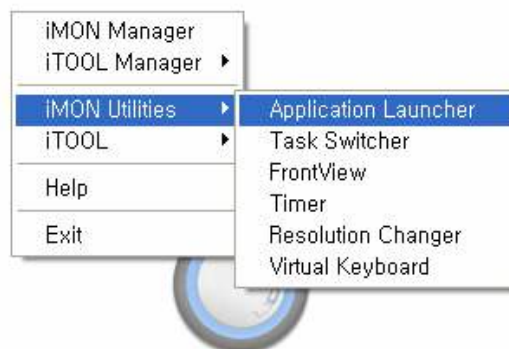 iMON Manager
iTOOL Manager
iMON Utilities
iTOOL
Help
Exit
Application Launcher
Task Switcher
FrontView
Timer
Resolution Changer
Virtual Keyboard